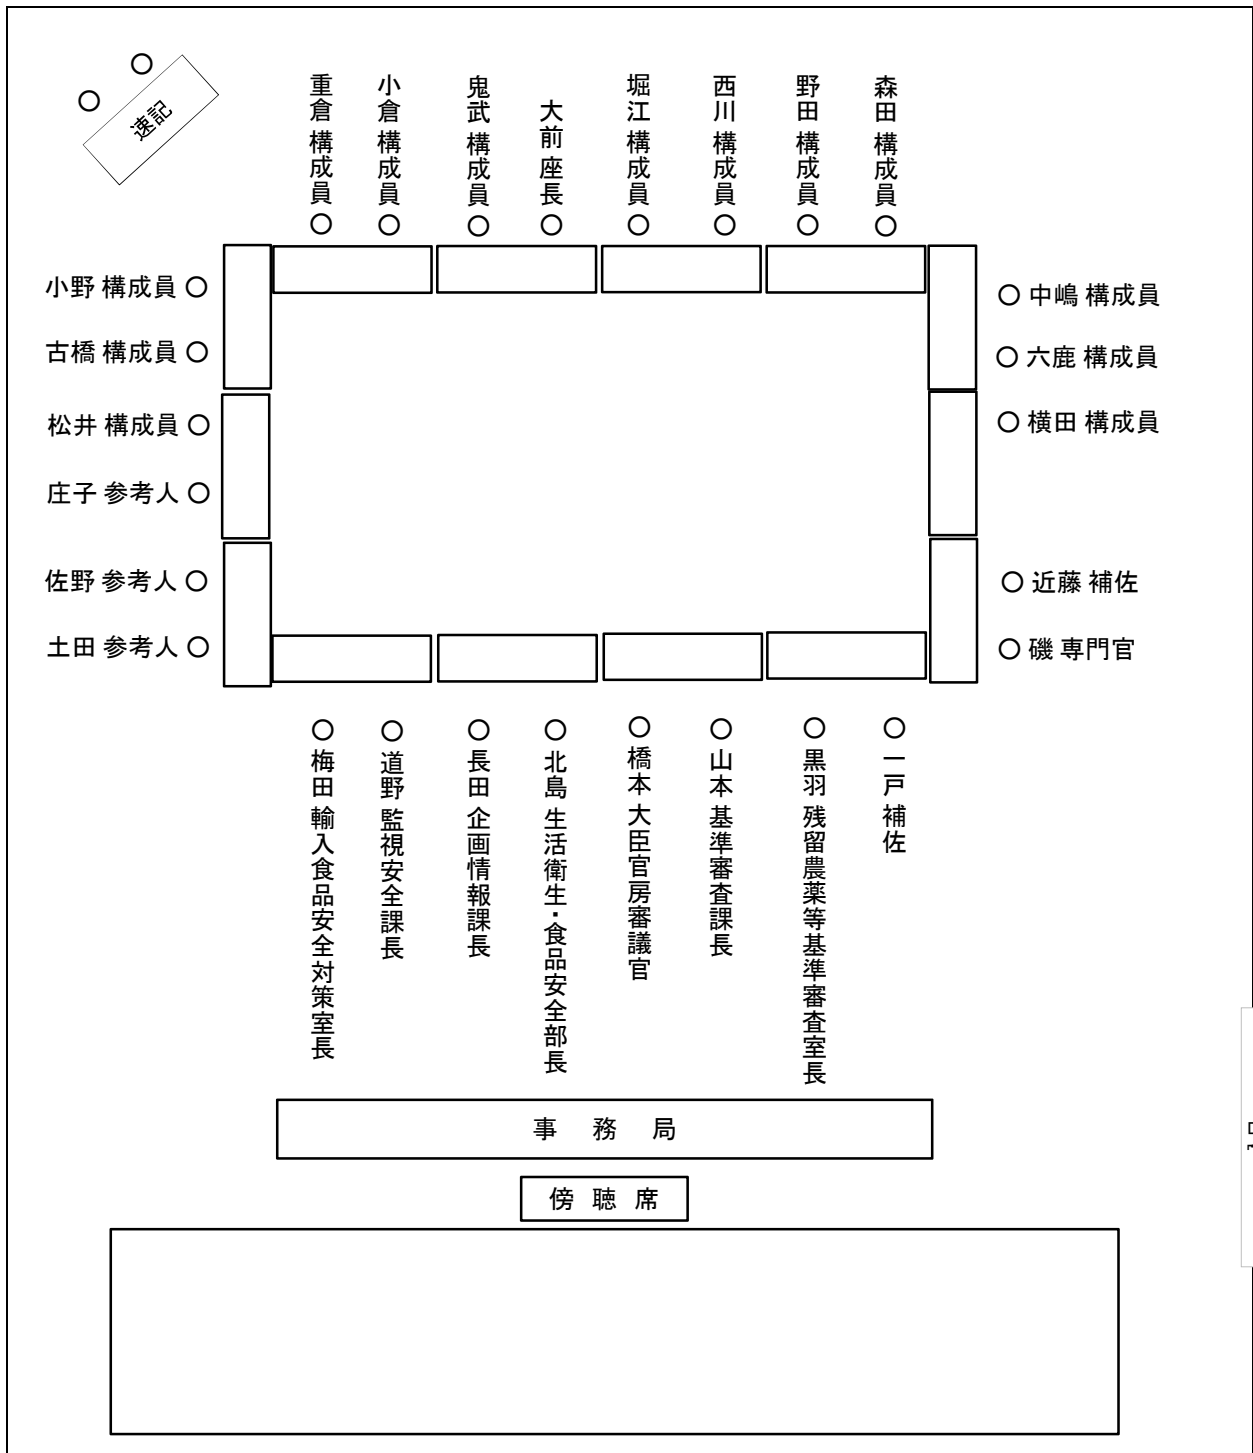 速記
重倉 構成員
小倉 構成員
鬼武 構成員
大前 座長
堀江 構成員
西川 構成員
野田 構成員
森田 構成員
小野 構成員
古橋 構成員
松井 構成員
庄子 参考人
佐野 参考人
土田 参考人
中嶋 構成員
六鹿 構成員
横田 構成員
近藤 補佐
磯 専門官
梅田 輸入食品安全対策室長
道野 監視安全課長
長田 企画情報課長
北島 生活衛生・食品安全部長
橋本 大臣官房審議官
山本 基準審査課長
黒羽 残留農薬等基準審査室長
一戸 補佐
事 務 局
傍 聴 席